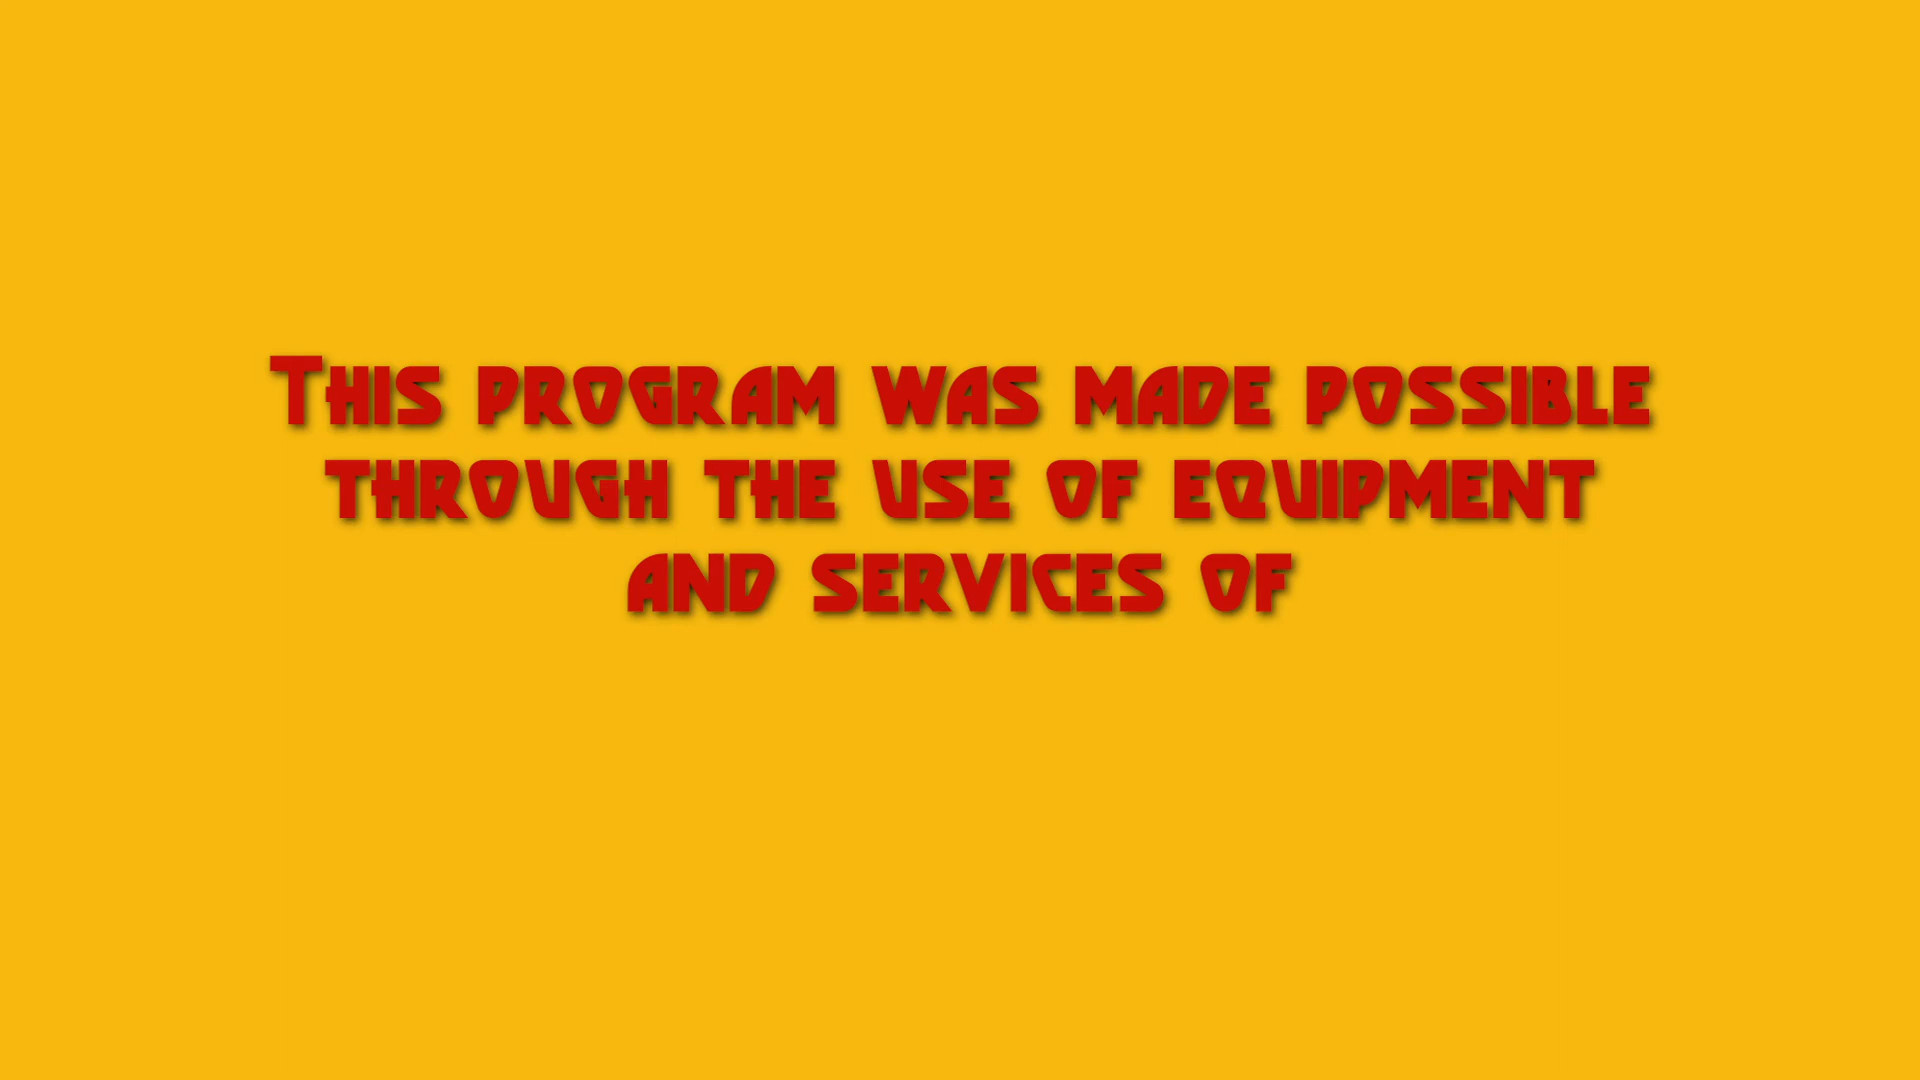 This program was made possible
through the use of equipment
and services of